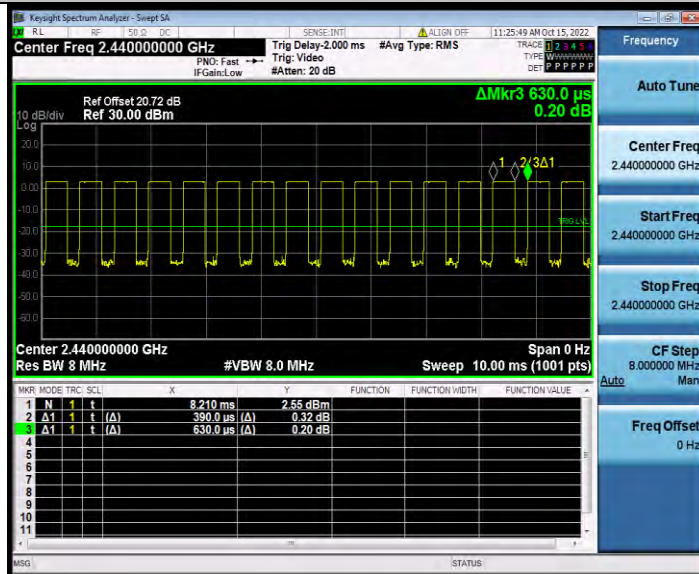 Keysight Spectrum Analyzer - Swept SA
RL RF 50 Ω DC SENSE:INT ALIGN OFF 11:25:49 AM Oct 15, 2022
Center Freq 2.440000000 GHz Trig Delay-2.000 ms #Avg Type: RMS TRACE 1 2 3 4 5 6
PNO: Fast Trig: Video TYPE
IFGain:Low #Atten: 20 dB DET P P P P P P
Frequency
Auto Tune
ΔMkr3 630.0 µs
0.20 dB
Ref Offset 20.72 dB
10 dB/div Ref 30.00 dBm
Log
20.0
10.0
0.00
-10.0
-20.0
-30.0
-40.0
-50.0
-60.0
1 2/3Δ1
TRIG LVL
Center 2.440000000 GHz Span 0 Hz
Res BW 8 MHz #VBW 8.0 MHz Sweep 10.00 ms (1001 pts)
MKR MODE TRC SCL X Y FUNCTION FUNCTION WIDTH FUNCTION VALUE
1 N 1 t 8.210 ms 2.55 dBm
2 Δ1 1 t (Δ) 390.0 µs (Δ) 0.32 dB
3 Δ1 1 t (Δ) 630.0 µs (Δ) 0.20 dB
4
5
6
7
8
9
10
11
MSG STATUS
Center Freq
2.440000000 GHz
Start Freq
2.440000000 GHz
Stop Freq
2.440000000 GHz
CF Step
8.000000 MHz
Auto Man
Freq Offset
0 Hz